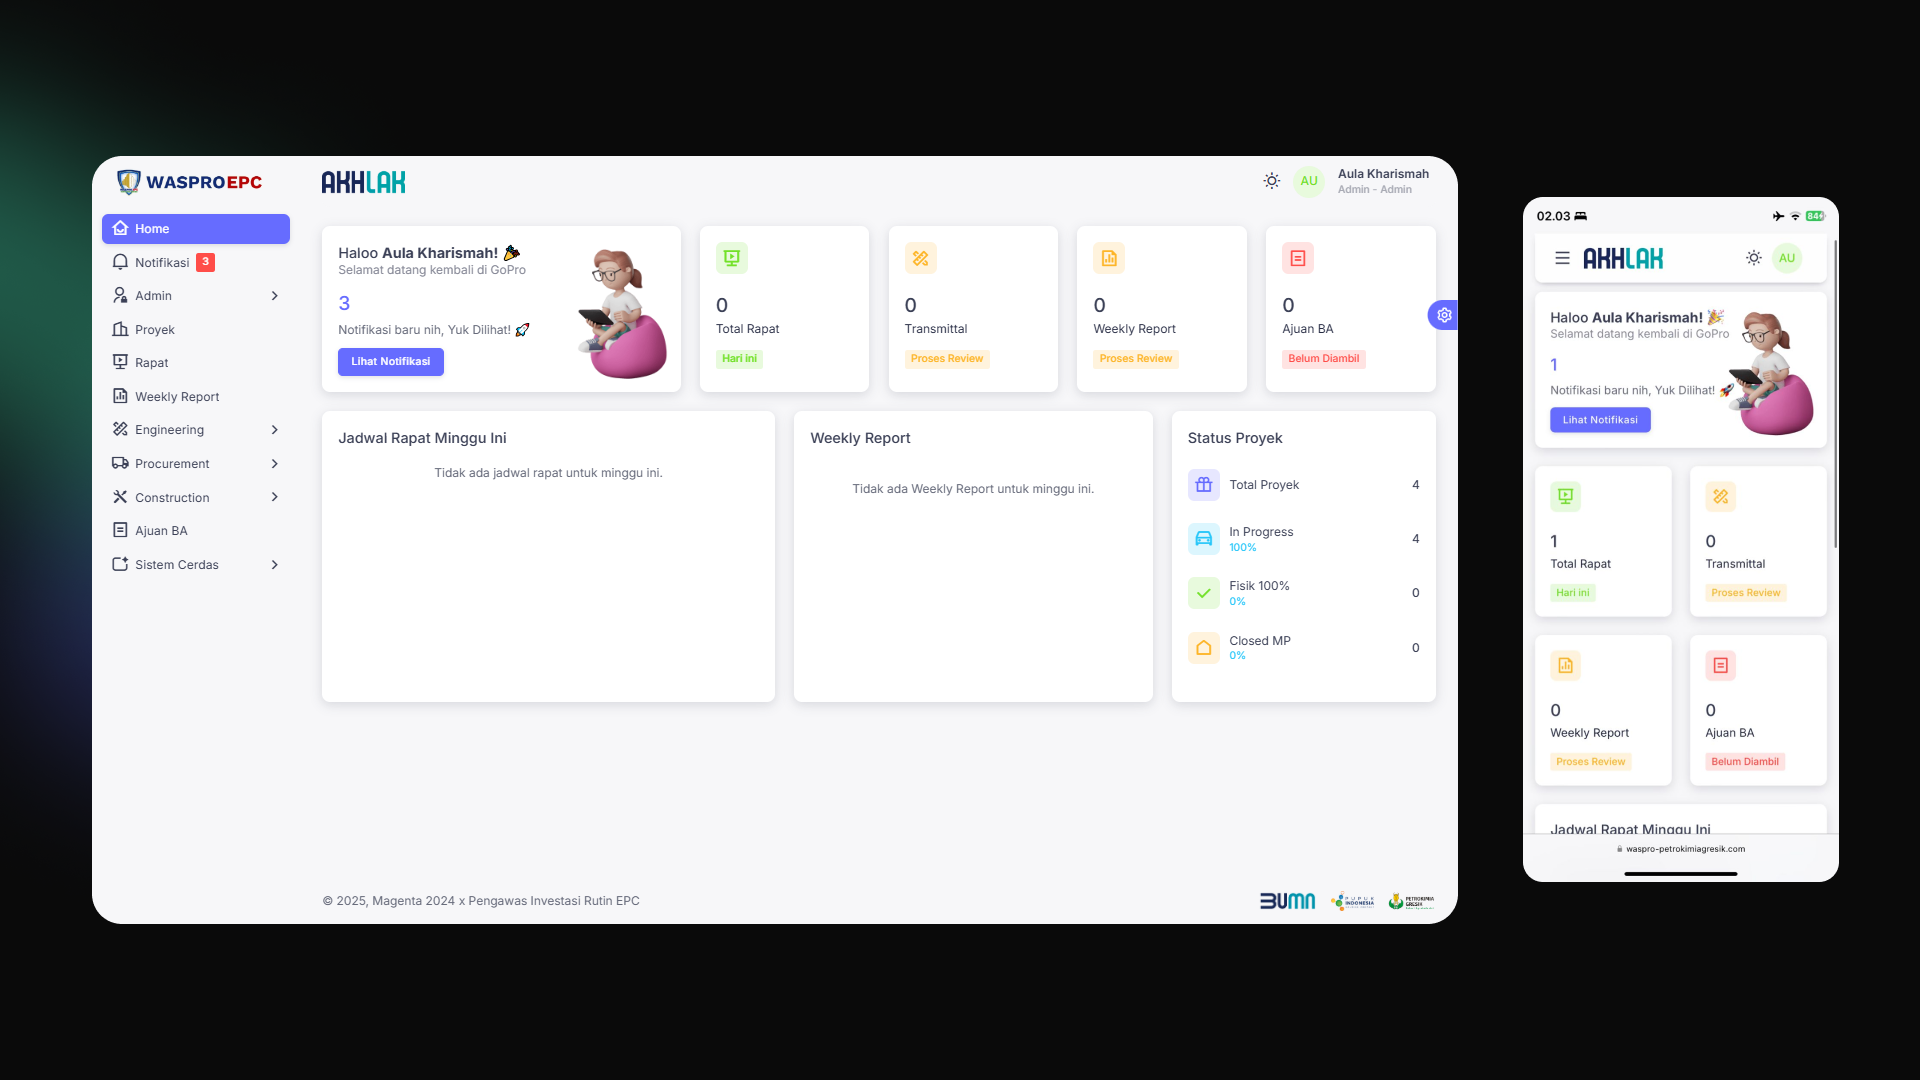 WASPROEPC
Home
Notifikasi 3
Admin
Proyek
Rapat
Weekly Report
Engineering
Procurement
Construction
Ajuan BA
Sistem Cerdas
AKHLAK
AU
Aula Kharismah
Admin - Admin
Haloo Aula Kharismah!
Selamat datang kembali di GoPro
3
Notifikasi baru nih, Yuk Dilihat!
Lihat Notifikasi
0
Total Rapat
Hari ini
0
Transmittal
Proses Review
0
Weekly Report
Proses Review
0
Ajuan BA
Belum Diambil
Jadwal Rapat Minggu Ini
Tidak ada jadwal rapat untuk minggu ini.
Weekly Report
Tidak ada Weekly Report untuk minggu ini.
Status Proyek
Total Proyek 4
In Progress 4
100%
Fisik 100% 0
0%
Closed MP 0
0%
© 2025, Magenta 2024 x Pengawas Investasi Rutin EPC
BUMN
PUPUK
INDONESIA
PETROKIMIA
GRESIK
02.03
84
AKHLAK
AU
Haloo Aula Kharismah!
Selamat datang kembali di GoPro
1
Notifikasi baru nih, Yuk Dilihat!
Lihat Notifikasi
1
Total Rapat
Hari ini
0
Transmittal
Proses Review
0
Weekly Report
Proses Review
0
Ajuan BA
Belum Diambil
Jadwal Rapat Minggu Ini
waspro-petrokimiagresik.com